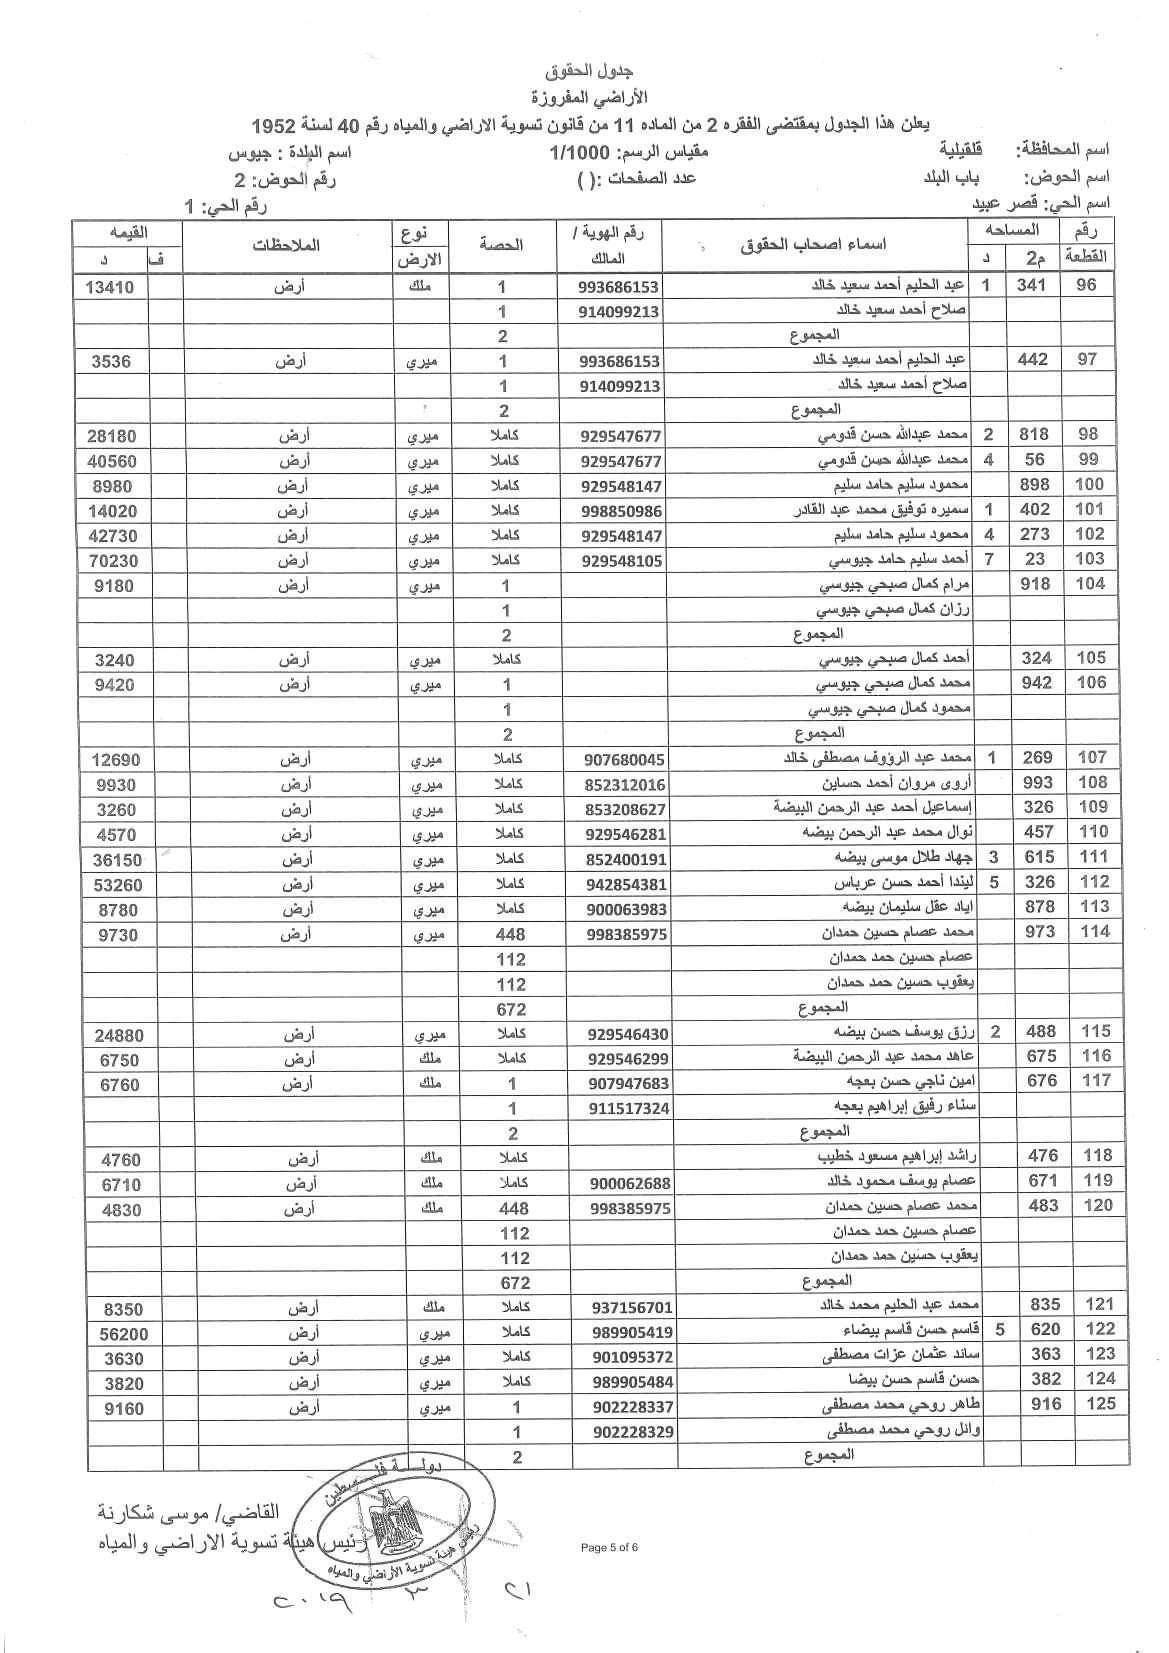 جدول الحقوق
الأراضي المفروزة
يعلن هذا الجدول بمقتضى الفقره 2 من الماده 11 من قانون تسوية الاراضي والمياه رقم 40 لسنة 1952
اسم المحافظة: قلقيلية مقياس الرسم: 1/1000 اسم البلدة : جيوس
اسم الحوض: باب البلد عدد الصفحات :( ) رقم الحوض: 2
اسم الحي: قصر عبيد رقم الحي: 1
رقم القطعة المساحه م2 د اسماء اصحاب الحقوق رقم الهوية / المالك الحصة نوع الارض الملاحظات القيمه ف د
96 341 1 عبد الحليم أحمد سعيد خالد 993686153 1 ملك أرض 13410
صلاح أحمد سعيد خالد 914099213 1
المجموع 2
97 442 عبد الحليم أحمد سعيد خالد 993686153 1 ميري أرض 3536
صلاح أحمد سعيد خالد 914099213 1
المجموع 2
98 818 2 محمد عبدالله حسن قدومي 929547677 كاملا ميري أرض 28180
99 56 4 محمد عبدالله حسن قدومي 929547677 كاملا ميري أرض 40560
100 898 محمود سليم حامد سليم 929548147 كاملا ميري أرض 8980
101 402 1 سميره توفيق محمد عبد القادر 998850986 كاملا ميري أرض 14020
102 273 4 محمود سليم حامد سليم 929548147 كاملا ميري أرض 42730
103 23 7 أحمد سليم حامد جيوسي 929548105 كاملا ميري أرض 70230
104 918 مرام كمال صبحي جيوسي 1 ميري أرض 9180
رزان كمال صبحي جيوسي 1
المجموع 2
105 324 أحمد كمال صبحي جيوسي كاملا ميري أرض 3240
106 942 محمد كمال صبحي جيوسي 1 ميري أرض 9420
محمود كمال صبحي جيوسي 1
المجموع 2
107 269 1 محمد عبد الرؤوف مصطفى خالد 907680045 كاملا ميري أرض 12690
108 993 أروى مروان أحمد حساين 852312016 كاملا ميري أرض 9930
109 326 إسماعيل أحمد عبد الرحمن البيضة 853208627 كاملا ميري أرض 3260
110 457 نوال محمد عبد الرحمن بيضه 929546281 كاملا ميري أرض 4570
111 615 3 جهاد طلال موسى بيضه 852400191 كاملا ميري أرض 36150
112 326 5 ليندا أحمد حسن عرباس 942854381 كاملا ميري أرض 53260
113 878 اياد عقل سليمان بيضه 900063983 كاملا ميري أرض 8780
114 973 محمد عصام حسين حمدان 998385975 448 ميري أرض 9730
عصام حسين حمد حمدان 112
يعقوب حسين حمد حمدان 112
المجموع 672
115 488 2 رزق يوسف حسن بيضه 929546430 كاملا ميري أرض 24880
116 675 عاهد محمد عبد الرحمن البيضة 929546299 كاملا ملك أرض 6750
117 676 امين ناجي حسن بعجه 907947683 1 ملك أرض 6760
سناء رفيق إبراهيم بعجه 911517324 1
المجموع 2
118 476 راشد إبراهيم مسعود خطيب كاملا ملك أرض 4760
119 671 عصام يوسف محمود خالد 900062688 كاملا ملك أرض 6710
120 483 محمد عصام حسين حمدان 998385975 448 ملك أرض 4830
عصام حسين حمد حمدان 112
يعقوب حسين حمد حمدان 112
المجموع 672
121 835 محمد عبد الحليم محمد خالد 937156701 كاملا ملك أرض 8350
122 620 5 قاسم حسن قاسم بيضاء 989905419 كاملا ميري أرض 56200
123 363 سائد عثمان عزات مصطفى 901095372 كاملا ميري أرض 3630
124 382 حسن قاسم حسن بيضا 989905484 كاملا ميري أرض 3820
125 916 طاهر روحي محمد مصطفى 902228337 1 ميري أرض 9160
وائل روحي محمد مصطفى 902228329 1
المجموع 2
القاضي/ موسى شكارنة
رئيس هيئة تسوية الاراضي والمياه
دولة فلسطين
رئيس هيئة تسوية الأراضي والمياه
Page 5 of 6
٢١ ٣ ٢٠١٩